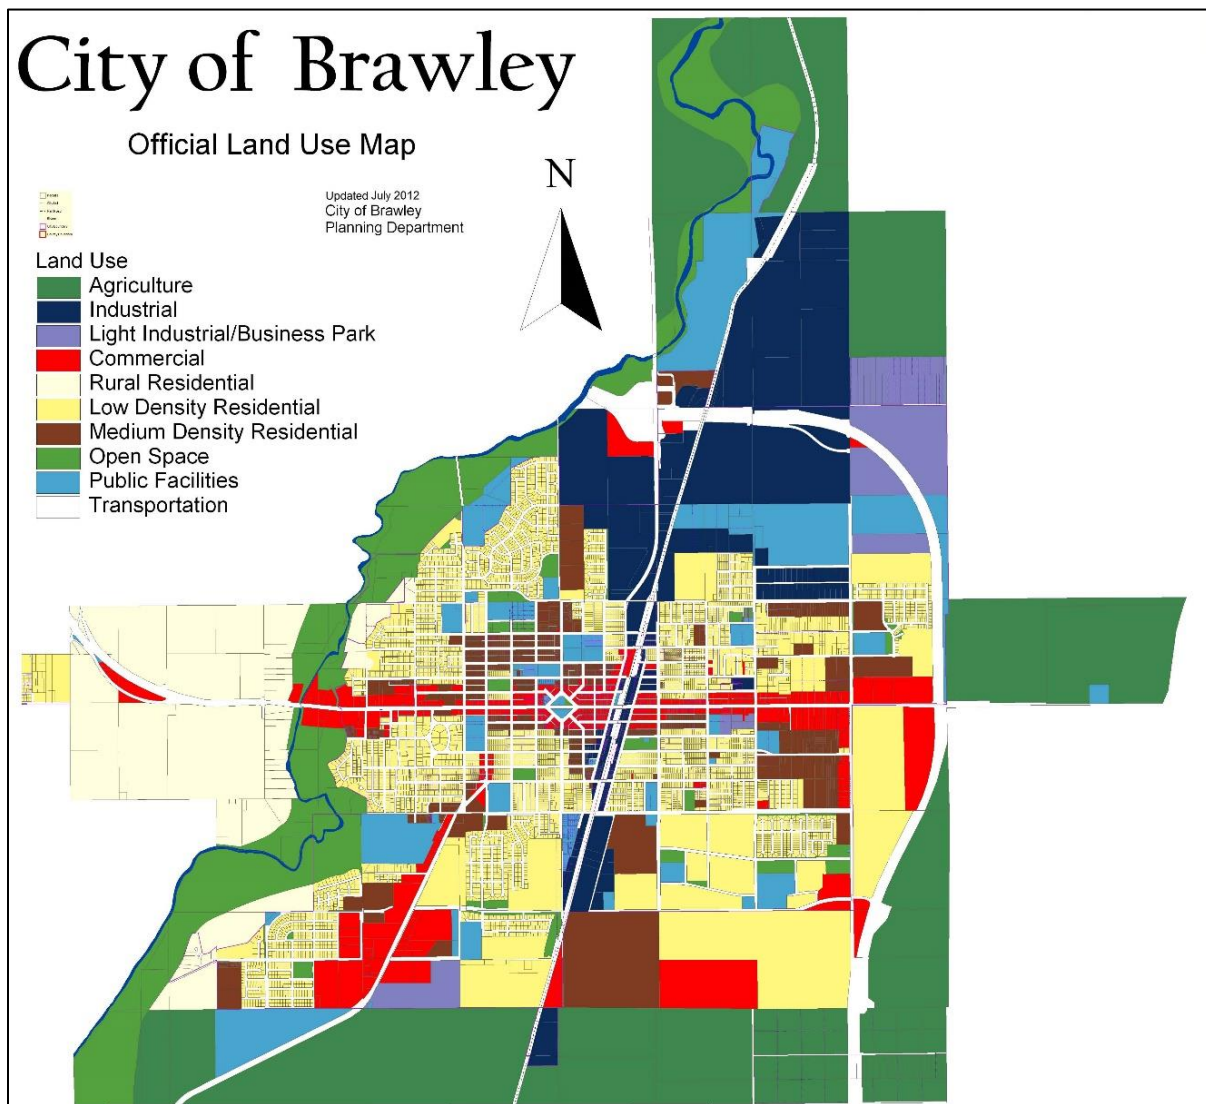 City of Brawley
Official Land Use Map
N
Updated July 2012
City of Brawley
Planning Department
Land Use
Agriculture
Industrial
Light Industrial/Business Park
Commercial
Rural Residential
Low Density Residential
Medium Density Residential
Open Space
Public Facilities
Transportation